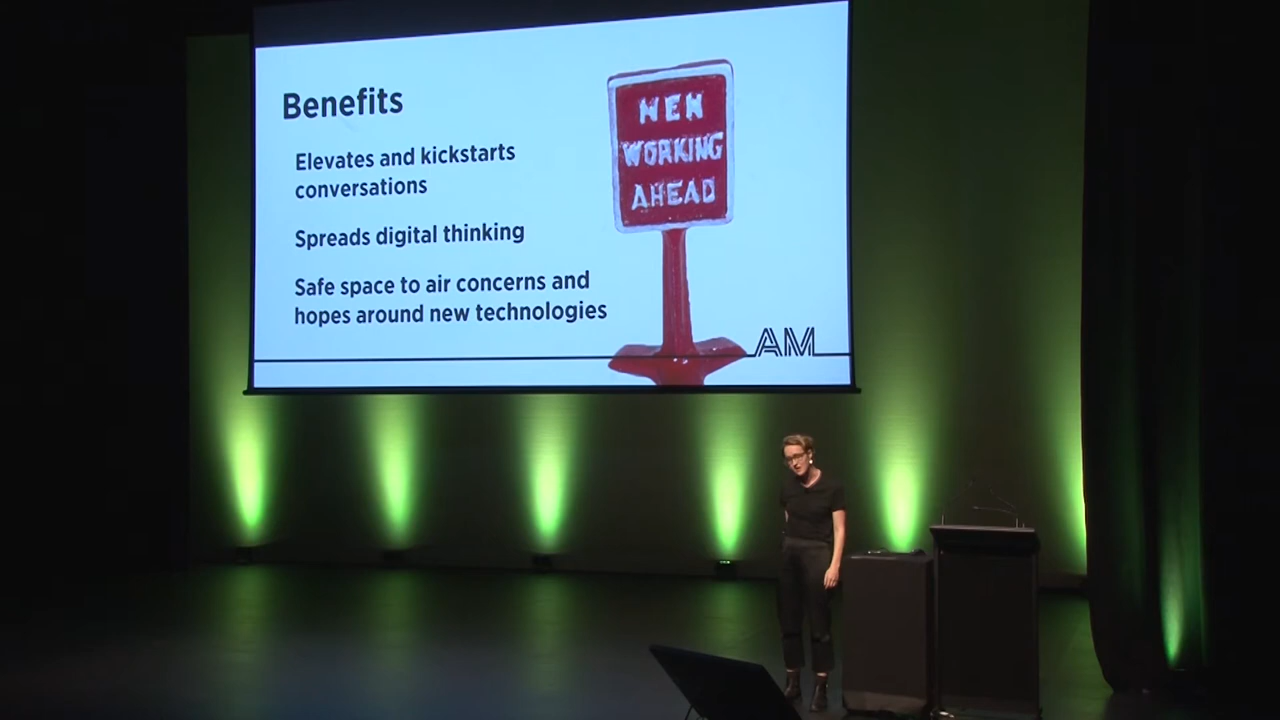 Benefits
Elevates and kickstarts
conversations
Spreads digital thinking
Safe space to air concerns and
hopes around new technologies
MEN
WORKING
AHEAD
AM